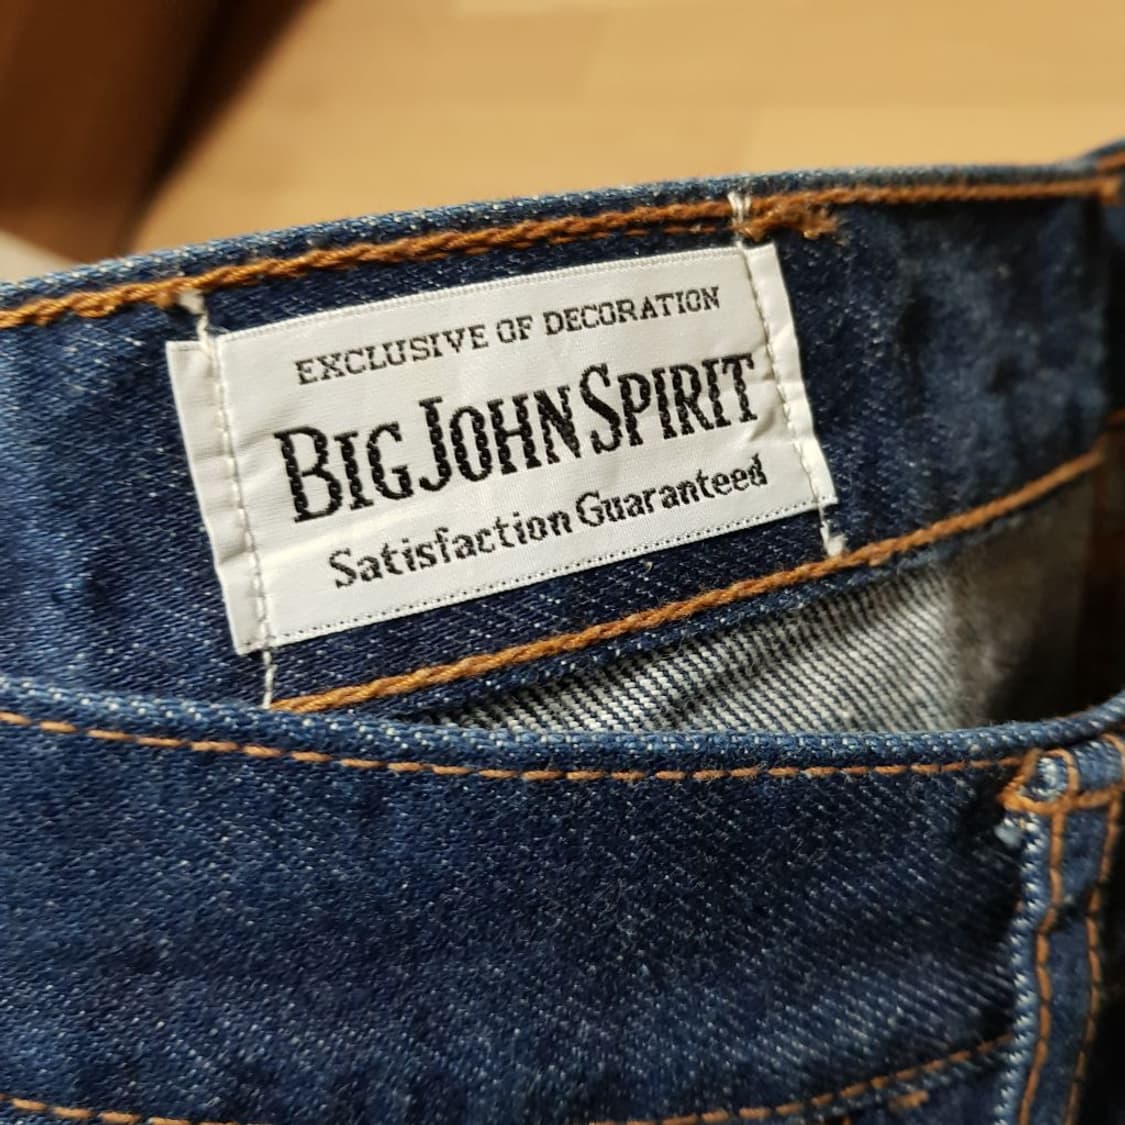 EXCLUSIVE OF DECORATION
BIG JOHN SPIRIT
Satisfaction Guaranteed